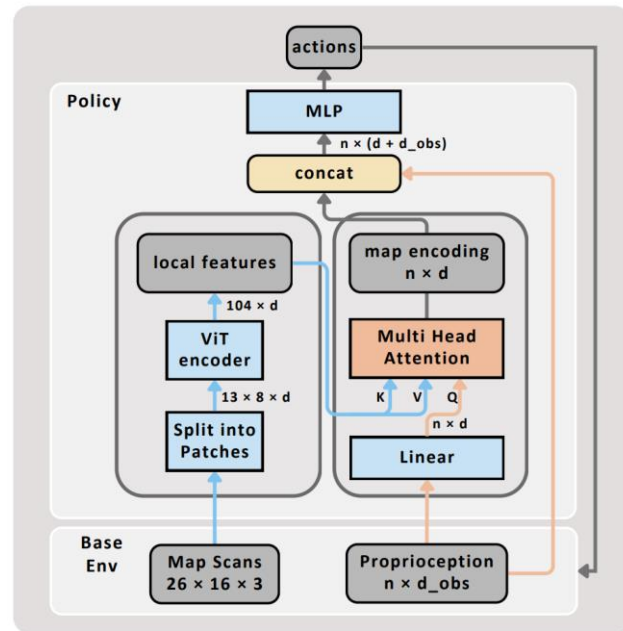 actions
Policy
MLP
n × (d + d_obs)
concat
local features
104 × d
ViT
encoder
13 × 8 × d
Split into
Patches
map encoding
n × d
Multi Head
Attention
K
V
Q
n × d
Linear
Base
Env
Map Scans
26 × 16 × 3
Proprioception
n × d_obs